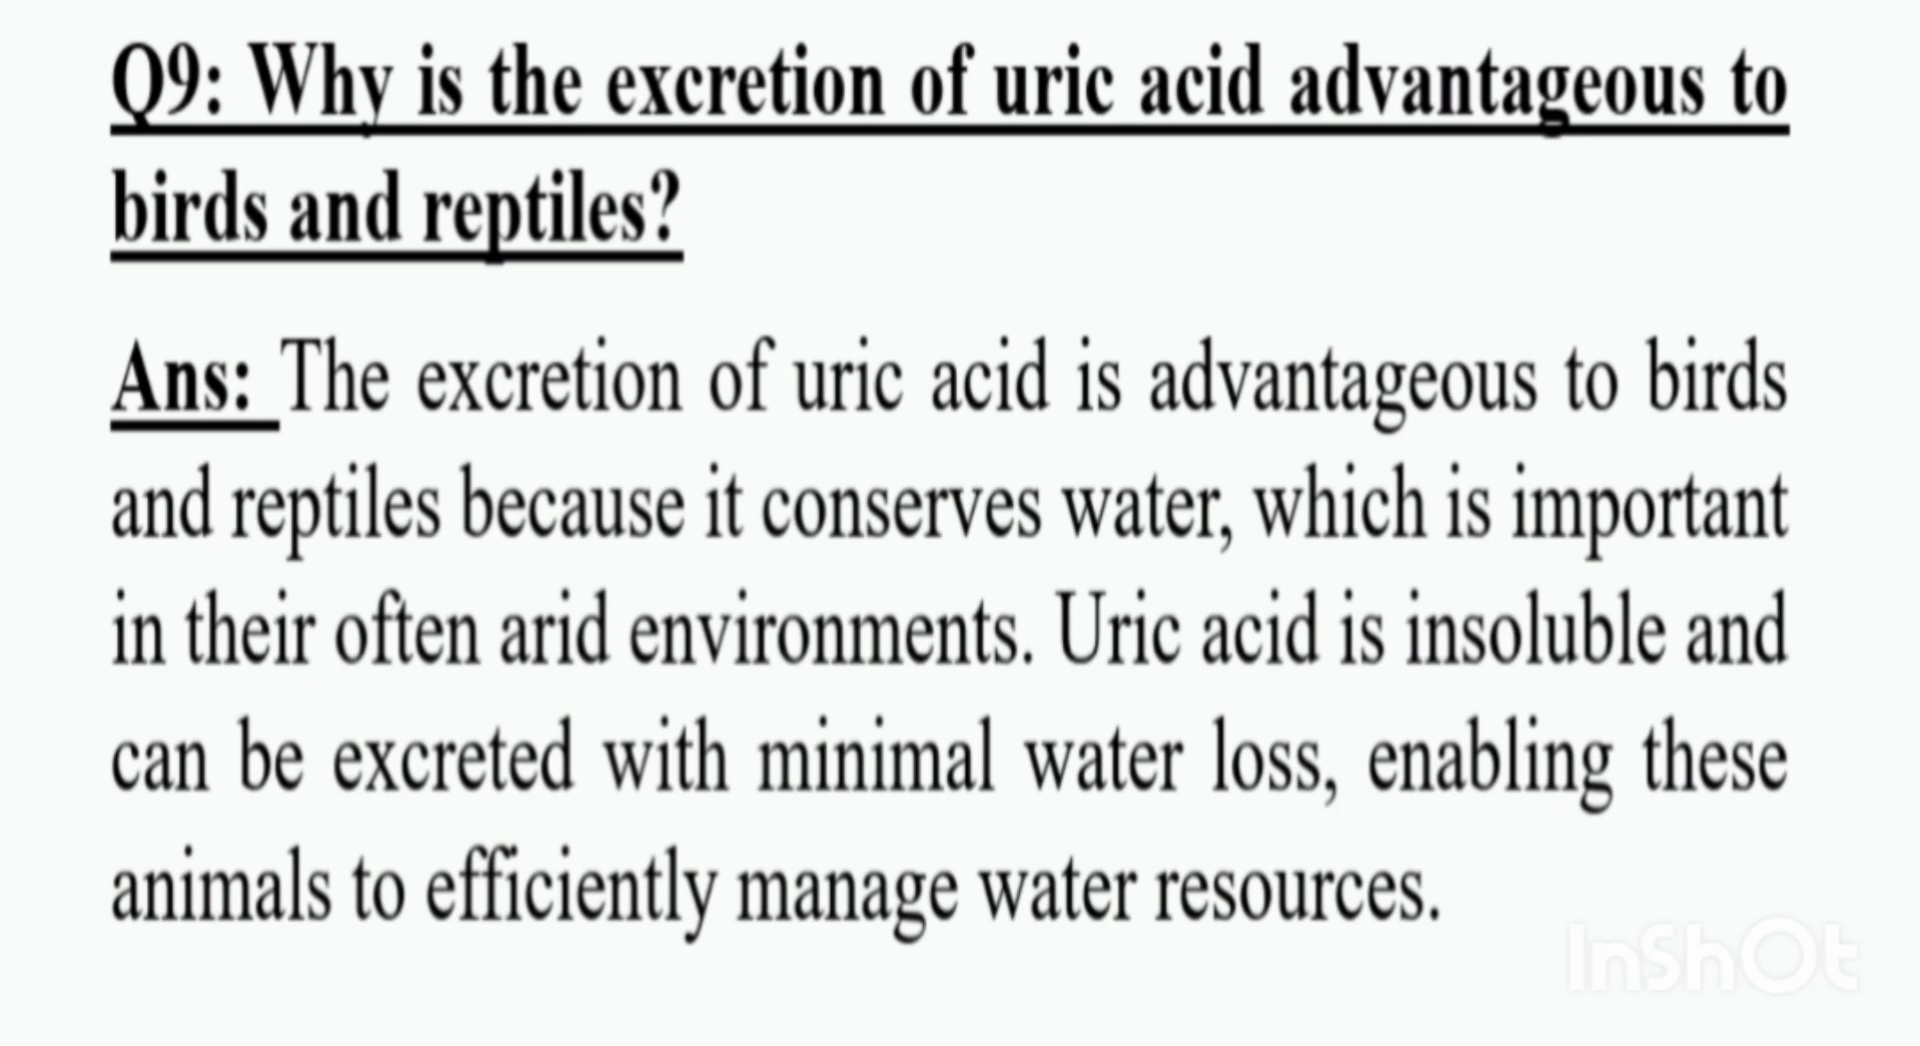 Q9: Why is the excretion of uric acid advantageous to
birds and reptiles?
Ans: The excretion of uric acid is advantageous to birds
and reptiles because it conserves water, which is important
in their often arid environments. Uric acid is insoluble and
can be excreted with minimal water loss, enabling these
animals to efficiently manage water resources.
InShOt